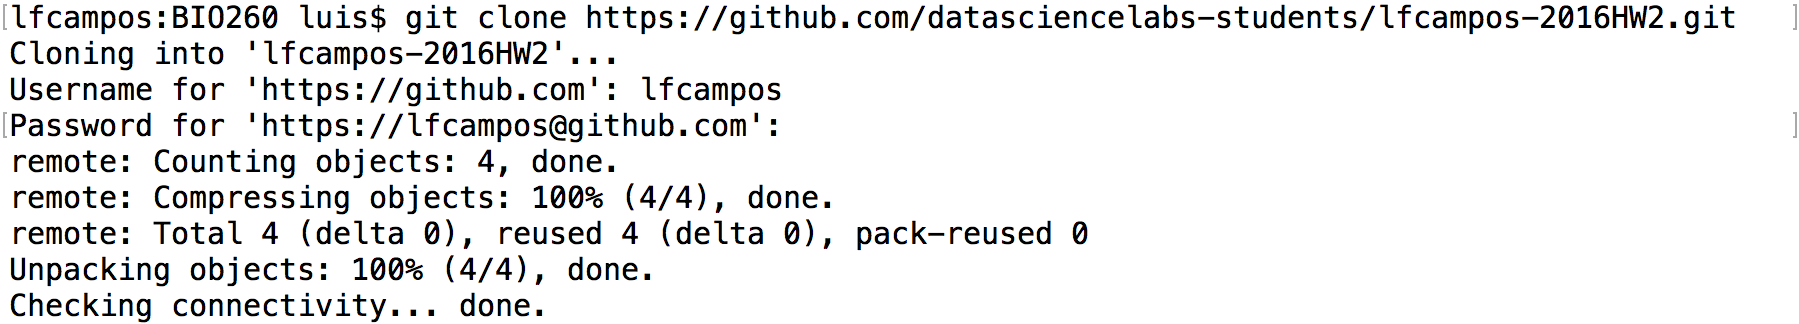 [lfcampos:BIO260 luis$ git clone https://github.com/datasciencelabs-students/lfcampos-2016HW2.git ]
Cloning into 'lfcampos-2016HW2'...
Username for 'https://github.com': lfcampos
[Password for 'https://lfcampos@github.com': ]
remote: Counting objects: 4, done.
remote: Compressing objects: 100% (4/4), done.
remote: Total 4 (delta 0), reused 4 (delta 0), pack-reused 0
Unpacking objects: 100% (4/4), done.
Checking connectivity... done.